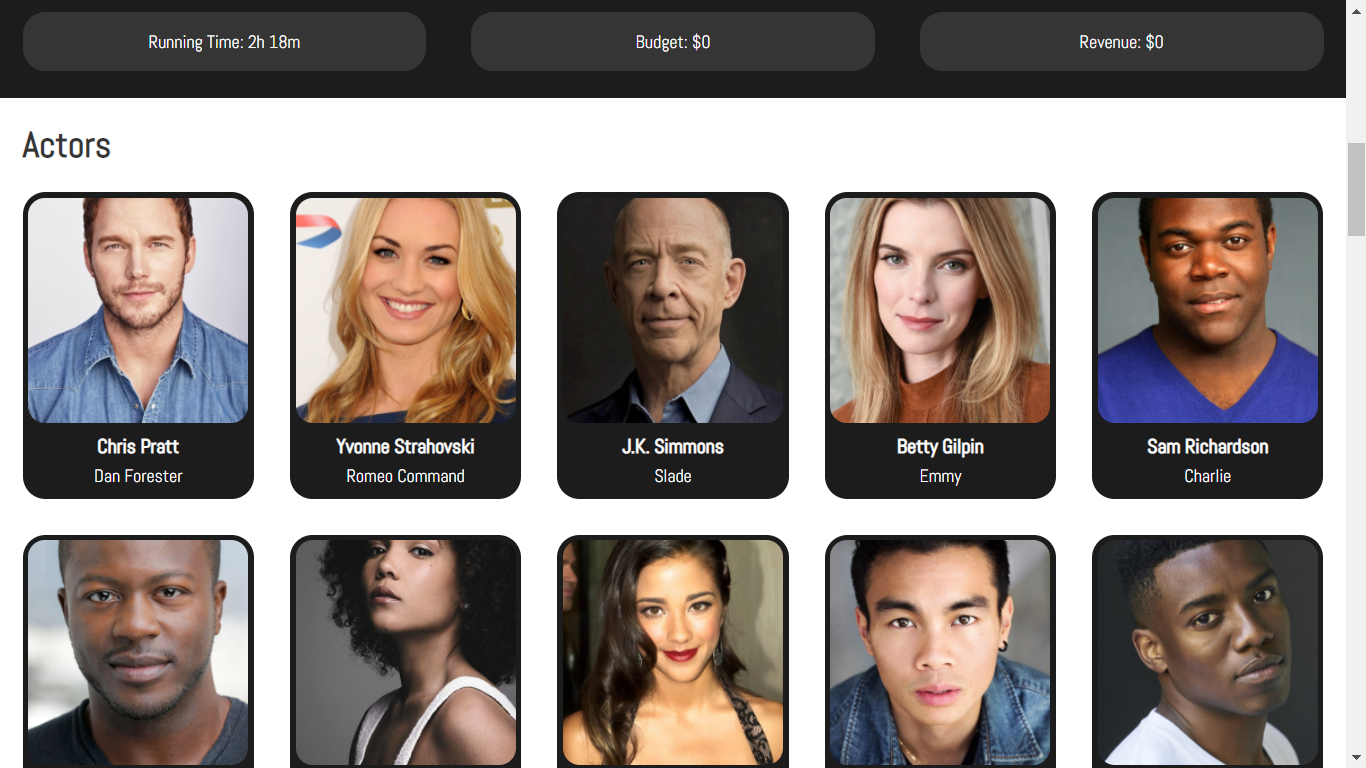 Running Time: 2h 18m
Budget: $0
Revenue: $0
Actors
Chris Pratt
Dan Forester
Yvonne Strahovski
Romeo Command
J.K. Simmons
Slade
Betty Gilpin
Emmy
Sam Richardson
Charlie